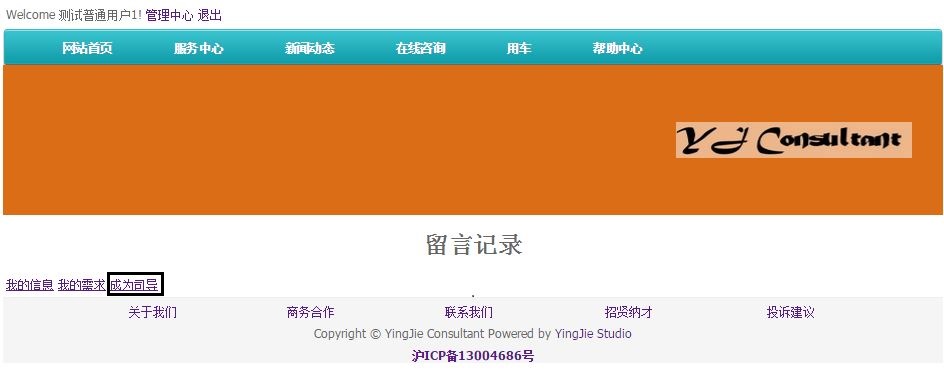 Welcome 测试普通用户1! 管理中心 退出
网站首页 服务中心 新闻动态 在线咨询 用车 帮助中心
YJ Consultant
留言记录
我的信息 我的需求 成为司导
关于我们 商务合作 联系我们 招贤纳才 投诉建议
Copyright © YingJie Consultant Powered by YingJie Studio
沪ICP备13004686号